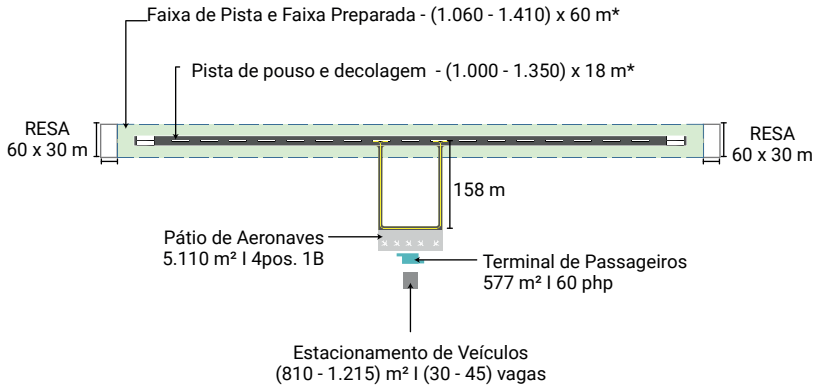 Faixa de Pista e Faixa Preparada - (1.060 - 1.410) x 60 m*
Pista de pouso e decolagem - (1.000 - 1.350) x 18 m*
RESA
60 x 30 m
RESA
60 x 30 m
158 m
Pátio de Aeronaves
5.110 m² I 4pos. 1B
Terminal de Passageiros
577 m² I 60 php
Estacionamento de Veículos
(810 - 1.215) m² I (30 - 45) vagas